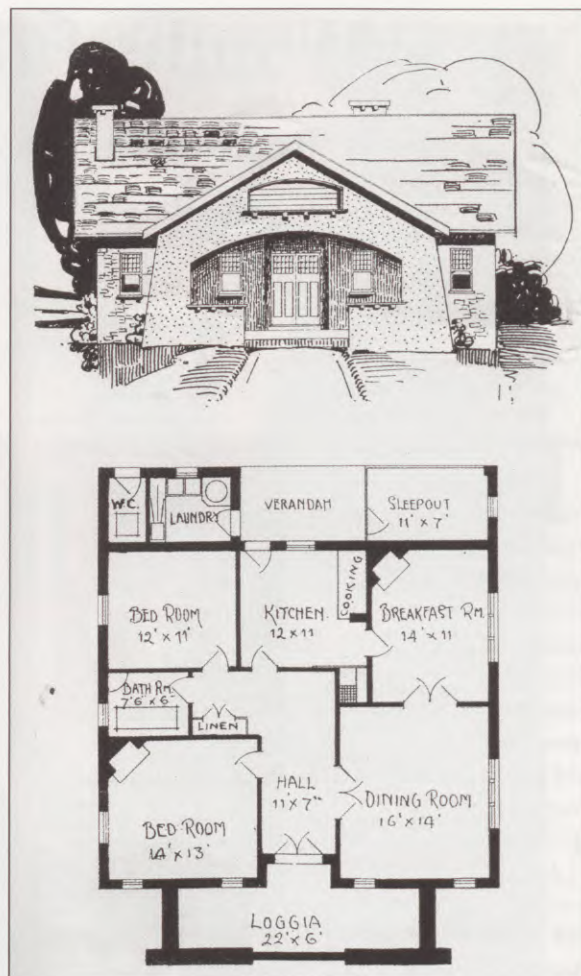 W.C.
LAUNDRY
VERANDAH
SLEEPOUT
11' x 7'
BED ROOM
12' x 11'
KITCHEN.
12 x 11
COOKING
BREAKFAST RM.
14' x 11
BATH RM.
7'6" x 6'
LINEN
HALL
11' x 7"
DINING ROOM
16' x 14'
BED ROOM
14' x 13'
LOGGIA
22' x 6'